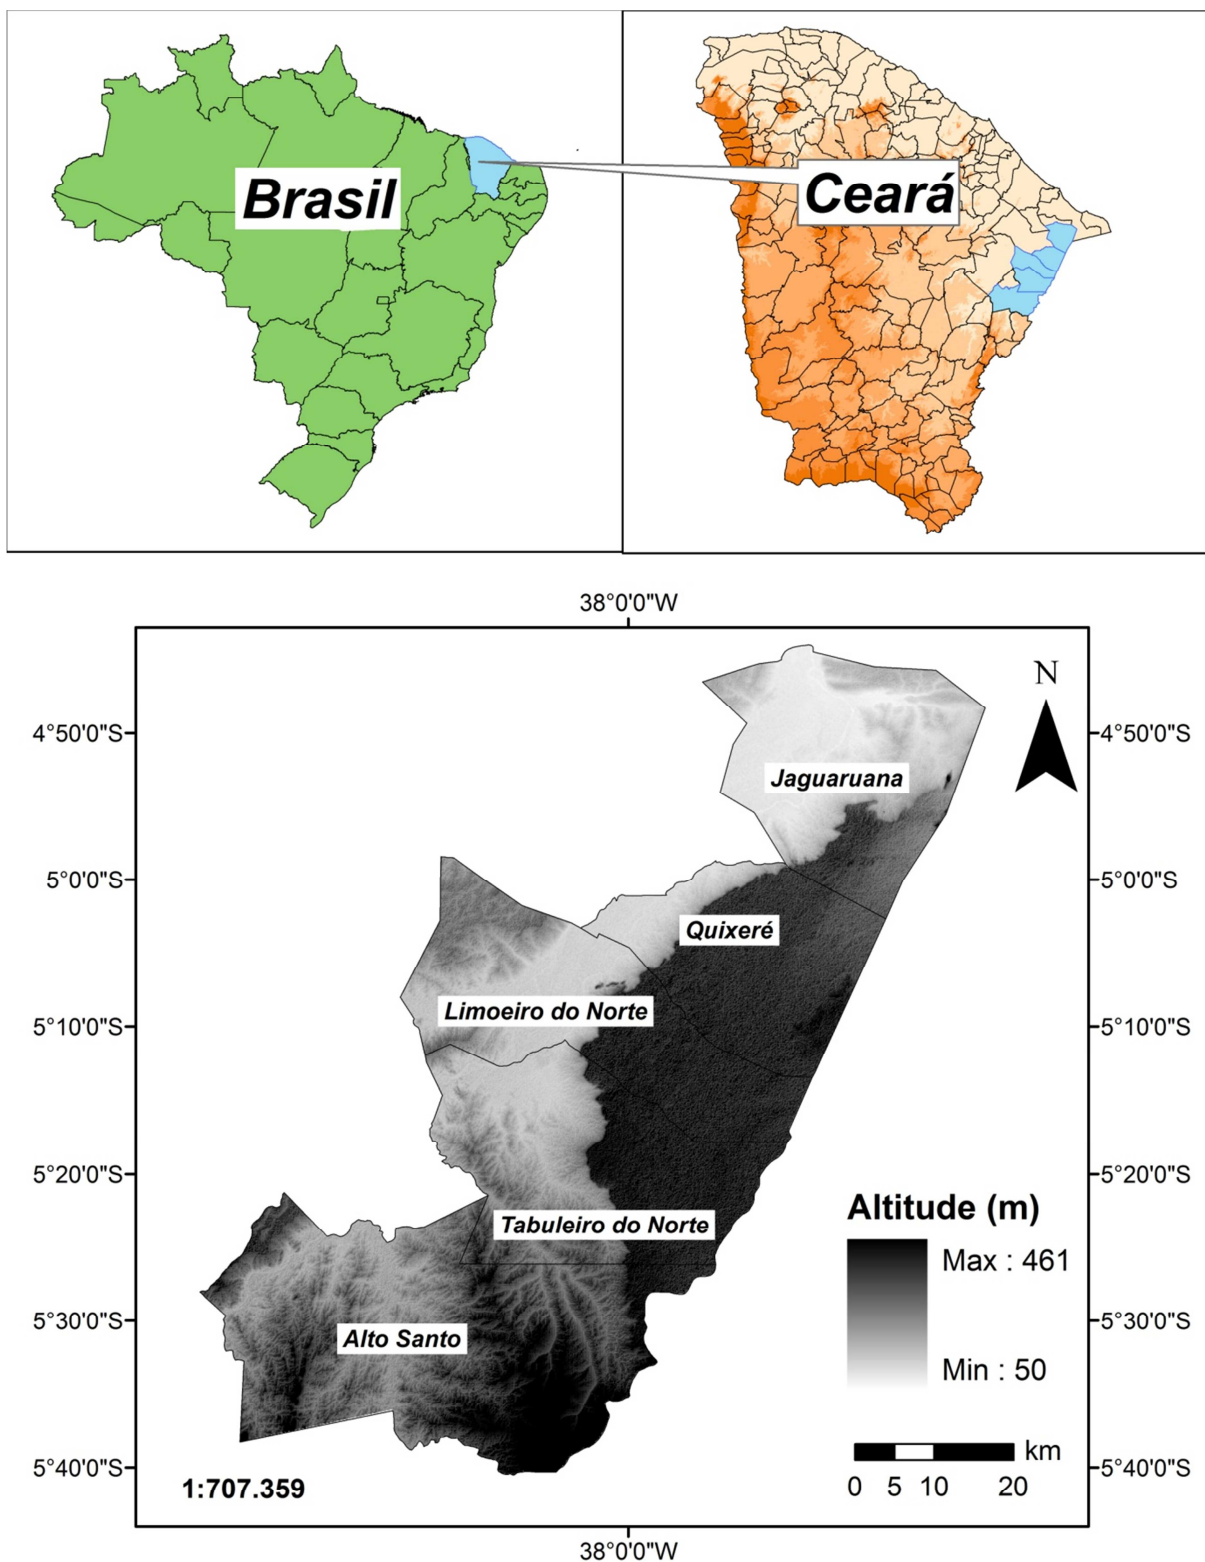 Brasil
Ceará
38°0'0"W
N
4°50'0"S
4°50'0"S
Jaguaruana
5°0'0"S
5°0'0"S
Quixeré
Limoeiro do Norte
5°10'0"S
5°10'0"S
5°20'0"S
5°20'0"S
Tabuleiro do Norte
Altitude (m)
Max : 461
5°30'0"S
5°30'0"S
Alto Santo
Min : 50
km
5°40'0"S
5°40'0"S
1:707.359
0 5 10 20
38°0'0"W